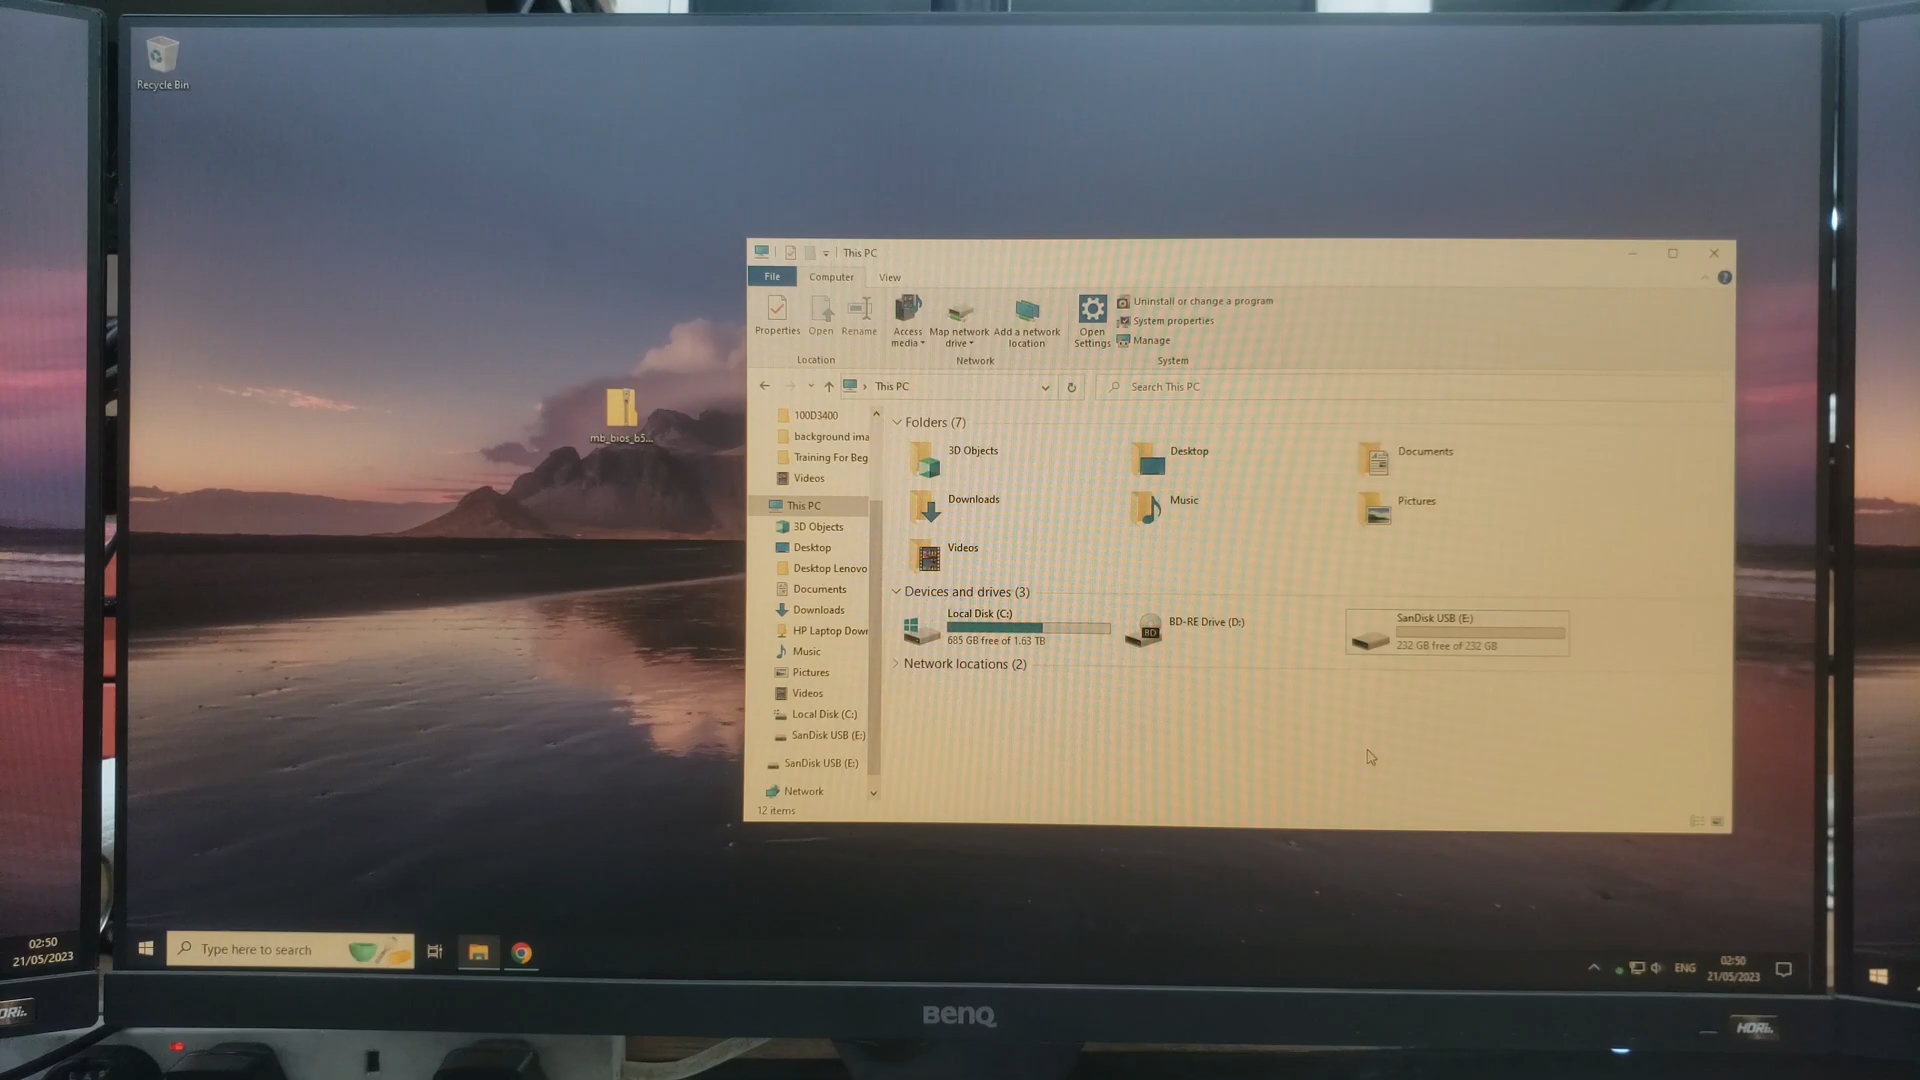 Recycle Bin
mb_bios_b5...
This PC
File
Computer
View
Properties
Open
Rename
Access media
Map network drive
Add a network location
Open Settings
Uninstall or change a program
System properties
Manage
Location
Network
System
This PC
Search This PC
100D3400
background ima
Training For Beg
Videos
This PC
3D Objects
Desktop
Desktop Lenovo
Documents
Downloads
HP Laptop Down
Music
Pictures
Videos
Local Disk (C:)
SanDisk USB (E:)
SanDisk USB (E:)
Network
12 items
Folders (7)
3D Objects
Desktop
Documents
Downloads
Music
Pictures
Videos
Devices and drives (3)
Local Disk (C:)
685 GB free of 1.63 TB
BD
BD-RE Drive (D:)
SanDisk USB (E:)
232 GB free of 232 GB
Network locations (2)
02:50
21/05/2023
Type here to search
ENG
02:50
21/05/2023
BenQ
HDRi